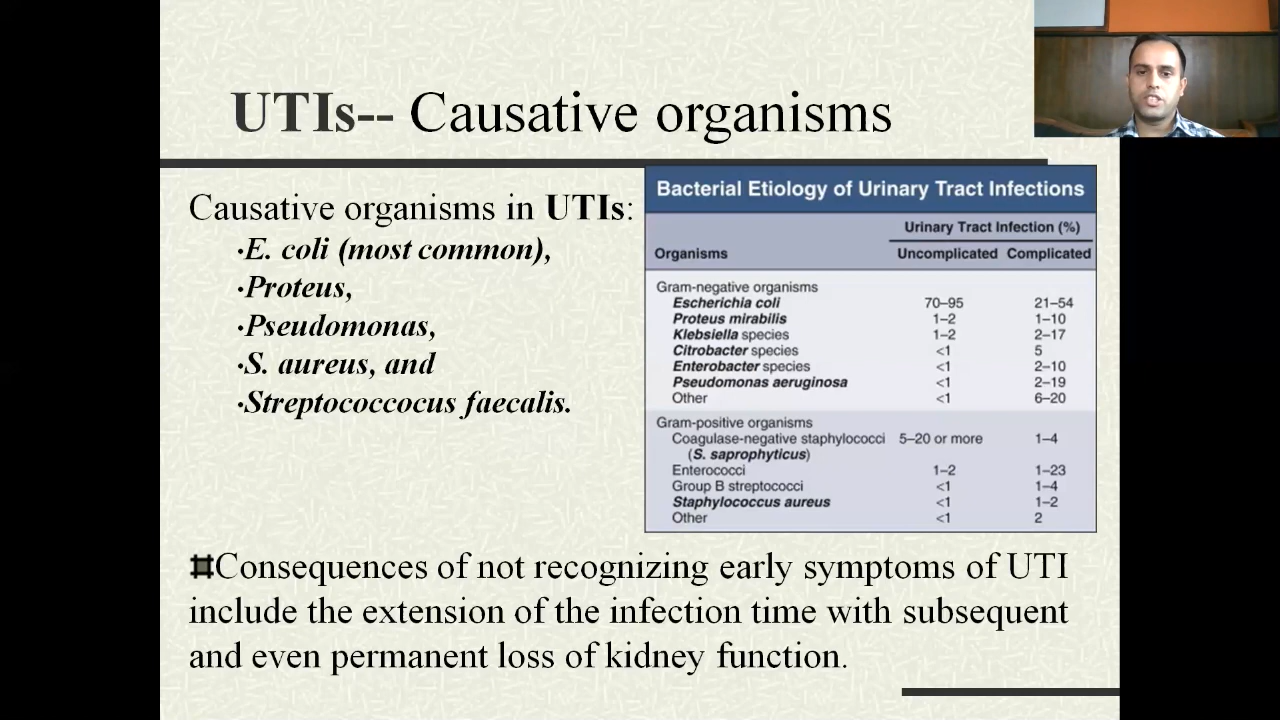 UTIs-- Causative organisms
Causative organisms in UTIs:
·E. coli (most common),
·Proteus,
·Pseudomonas,
·S. aureus, and
·Streptococcocus faecalis.
Bacterial Etiology of Urinary Tract Infections
Urinary Tract Infection (%)
Organisms Uncomplicated Complicated
Gram-negative organisms
Escherichia coli 70–95 21–54
Proteus mirabilis 1–2 1–10
Klebsiella species 1–2 2–17
Citrobacter species <1 5
Enterobacter species <1 2–10
Pseudomonas aeruginosa <1 2–19
Other <1 6–20
Gram-positive organisms
Coagulase-negative staphylococci 5–20 or more 1–4
(S. saprophyticus)
Enterococci 1–2 1–23
Group B streptococci <1 1–4
Staphylococcus aureus <1 1–2
Other <1 2
Consequences of not recognizing early symptoms of UTI
include the extension of the infection time with subsequent
and even permanent loss of kidney function.